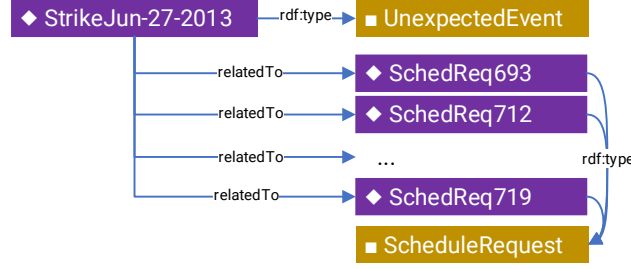 ◆ StrikeJun-27-2013 rdf:type ■ UnexpectedEvent
relatedTo ◆ SchedReq693
relatedTo ◆ SchedReq712
relatedTo ...
rdf:type
relatedTo ◆ SchedReq719
■ ScheduleRequest